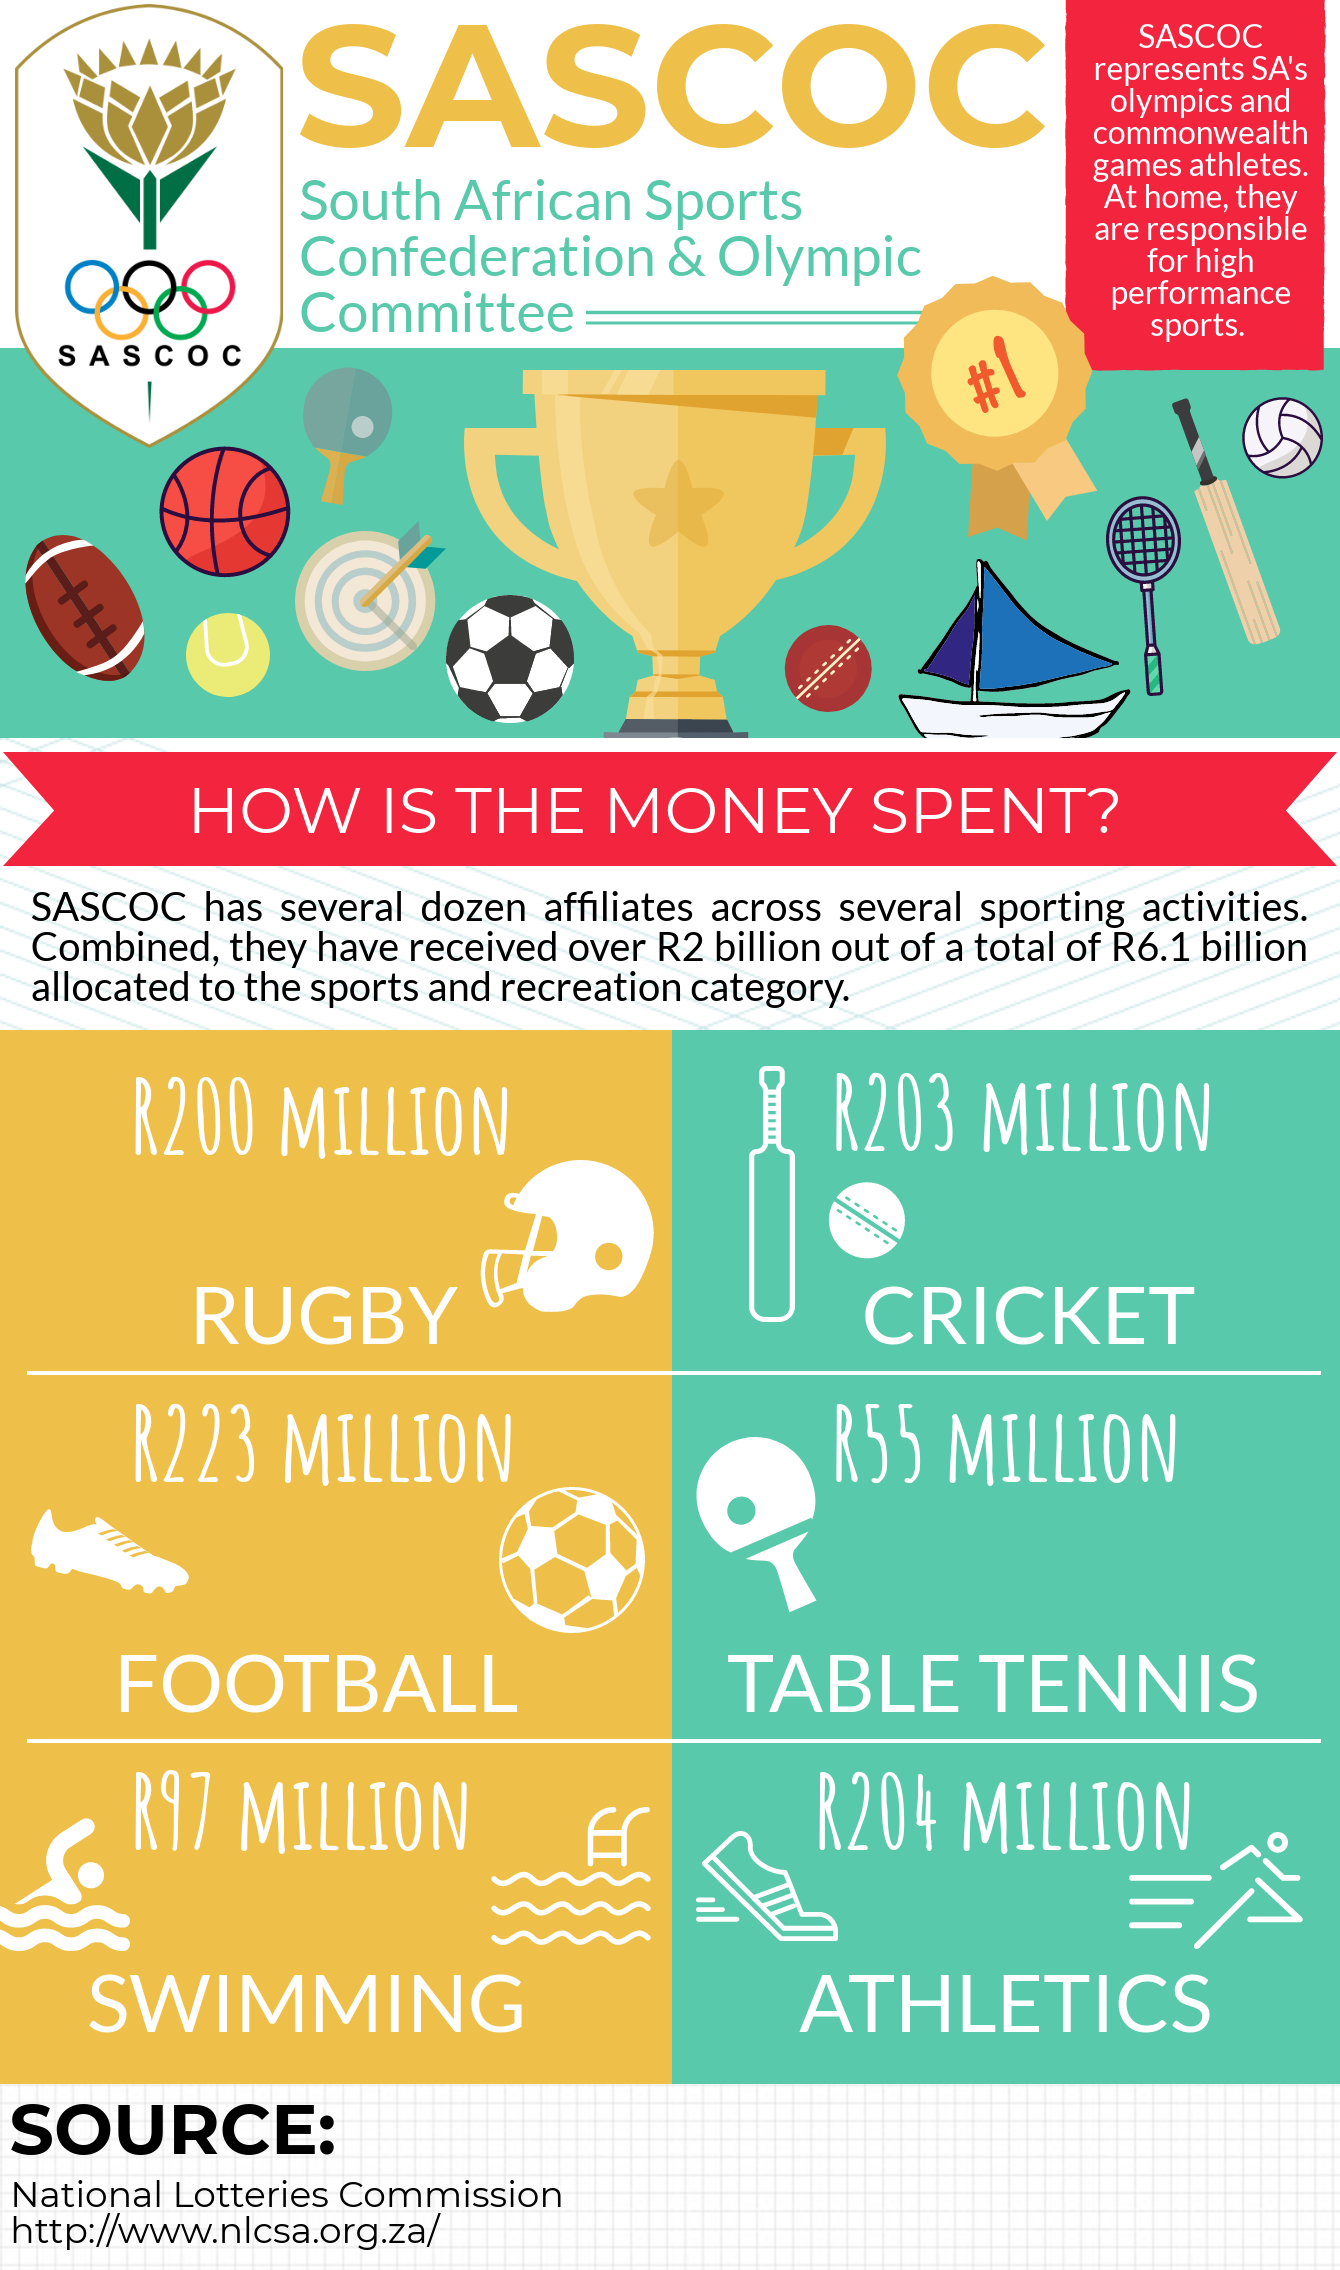 SASCOC
South African Sports
Confederation & Olympic
Committee
SASCOC
represents SA's
olympics and
commonwealth
games athletes.
At home, they
are responsible
for high
performance
sports.
SASCOC
#1
HOW IS THE MONEY SPENT?
SASCOC has several dozen affiliates across several sporting activities.
Combined, they have received over R2 billion out of a total of R6.1 billion
allocated to the sports and recreation category.
R200 MILLION
RUGBY
R203 MILLION
CRICKET
R223 MILLION
FOOTBALL
R55 MILLION
TABLE TENNIS
R97 MILLION
SWIMMING
R204 MILLION
ATHLETICS
SOURCE:
National Lotteries Commission
http://www.nlcsa.org.za/